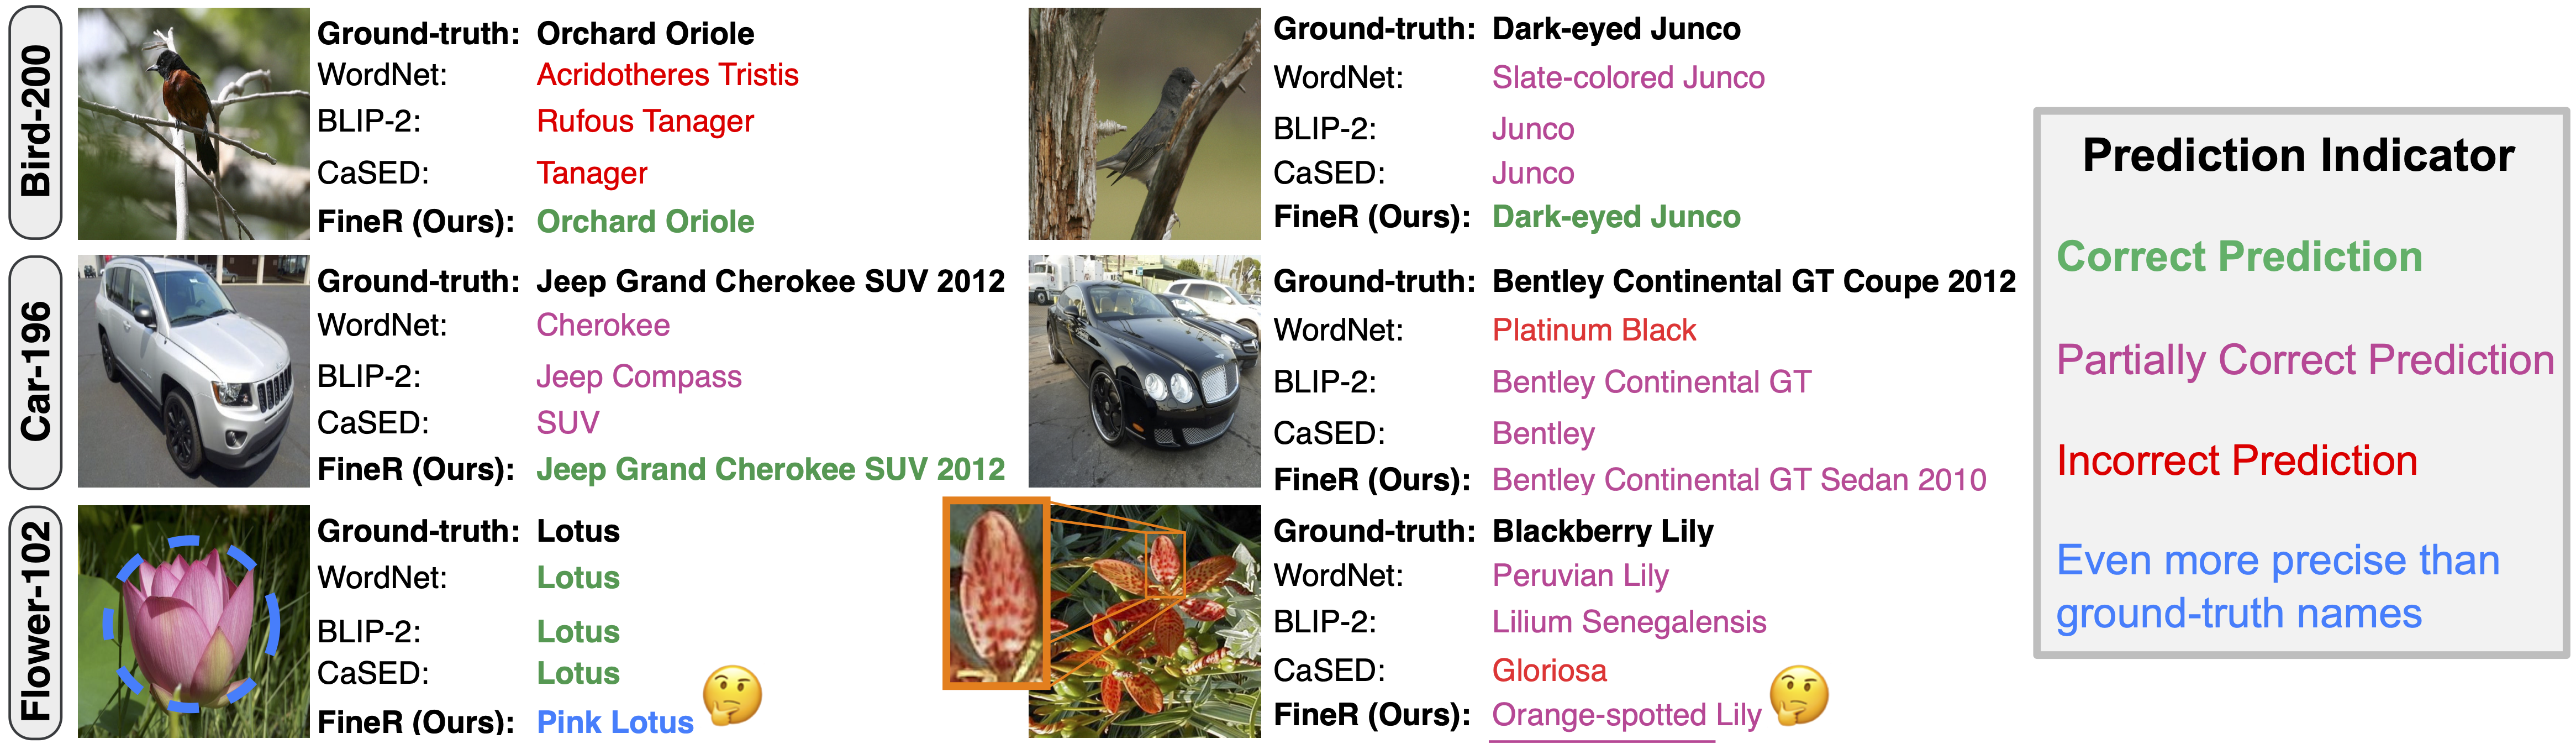 Bird-200
Ground-truth: Orchard Oriole
WordNet: Acridotheres Tristis
BLIP-2: Rufous Tanager
CaSED: Tanager
FineR (Ours): Orchard Oriole
Ground-truth: Dark-eyed Junco
WordNet: Slate-colored Junco
BLIP-2: Junco
CaSED: Junco
FineR (Ours): Dark-eyed Junco
Car-196
Ground-truth: Jeep Grand Cherokee SUV 2012
WordNet: Cherokee
BLIP-2: Jeep Compass
CaSED: SUV
FineR (Ours): Jeep Grand Cherokee SUV 2012
Ground-truth: Bentley Continental GT Coupe 2012
WordNet: Platinum Black
BLIP-2: Bentley Continental GT
CaSED: Bentley
FineR (Ours): Bentley Continental GT Sedan 2010
Flower-102
Ground-truth: Lotus
WordNet: Lotus
BLIP-2: Lotus
CaSED: Lotus
FineR (Ours): Pink Lotus
Ground-truth: Blackberry Lily
WordNet: Peruvian Lily
BLIP-2: Lilium Senegalensis
CaSED: Gloriosa
FineR (Ours): Orange-spotted Lily
Prediction Indicator
Correct Prediction
Partially Correct Prediction
Incorrect Prediction
Even more precise than
ground-truth names